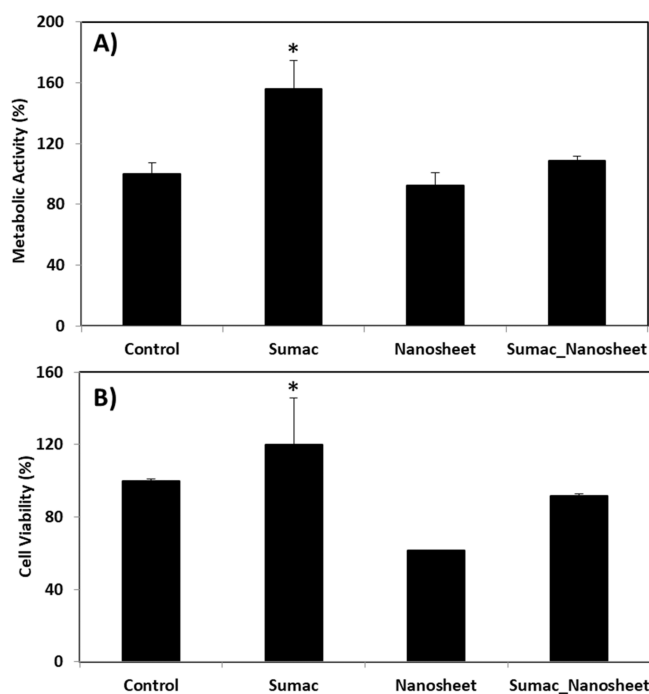 A)
Metabolic Activity (%)
200
160
120
80
40
0
*
Control Sumac Nanosheet Sumac_Nanosheet
B)
Cell Viability (%)
160
120
80
40
0
*
Control Sumac Nanosheet Sumac_Nanosheet